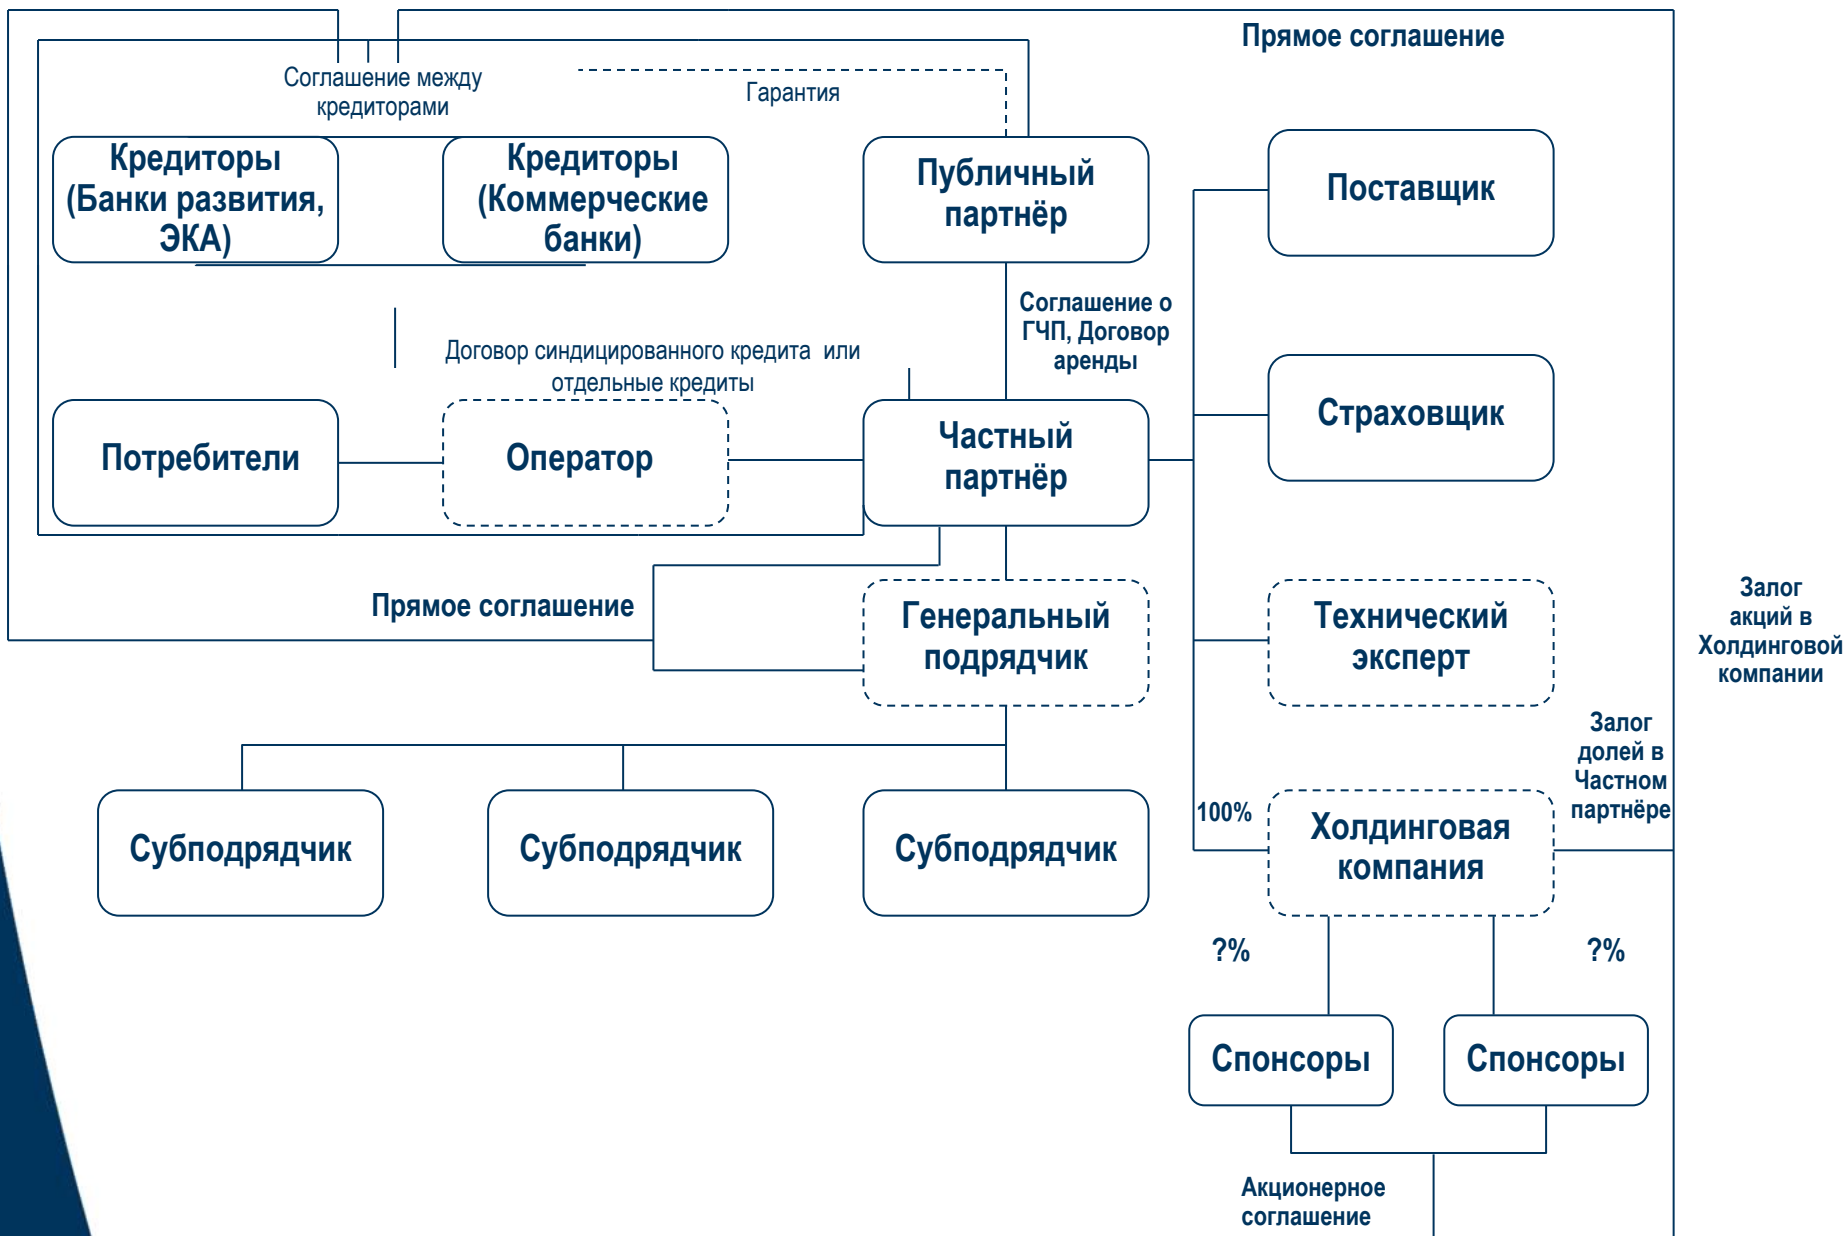 Прямое соглашение
Соглашение между
кредиторами
Гарантия
Кредиторы
(Банки развития,
ЭКА)
Кредиторы
(Коммерческие
банки)
Публичный
партнёр
Поставщик
Соглашение о
ГЧП, Договор
аренды
Договор синдицированного кредита или
отдельные кредиты
Потребители
Оператор
Частный
партнёр
Страховщик
Прямое соглашение
Генеральный
подрядчик
Технический
эксперт
Залог
акций в
Холдинговой
компании
Залог
долей в
Частном
партнёре
100%
Холдинговая
компания
Субподрядчик
Субподрядчик
Субподрядчик
?%
?%
Спонсоры
Спонсоры
Акционерное
соглашение